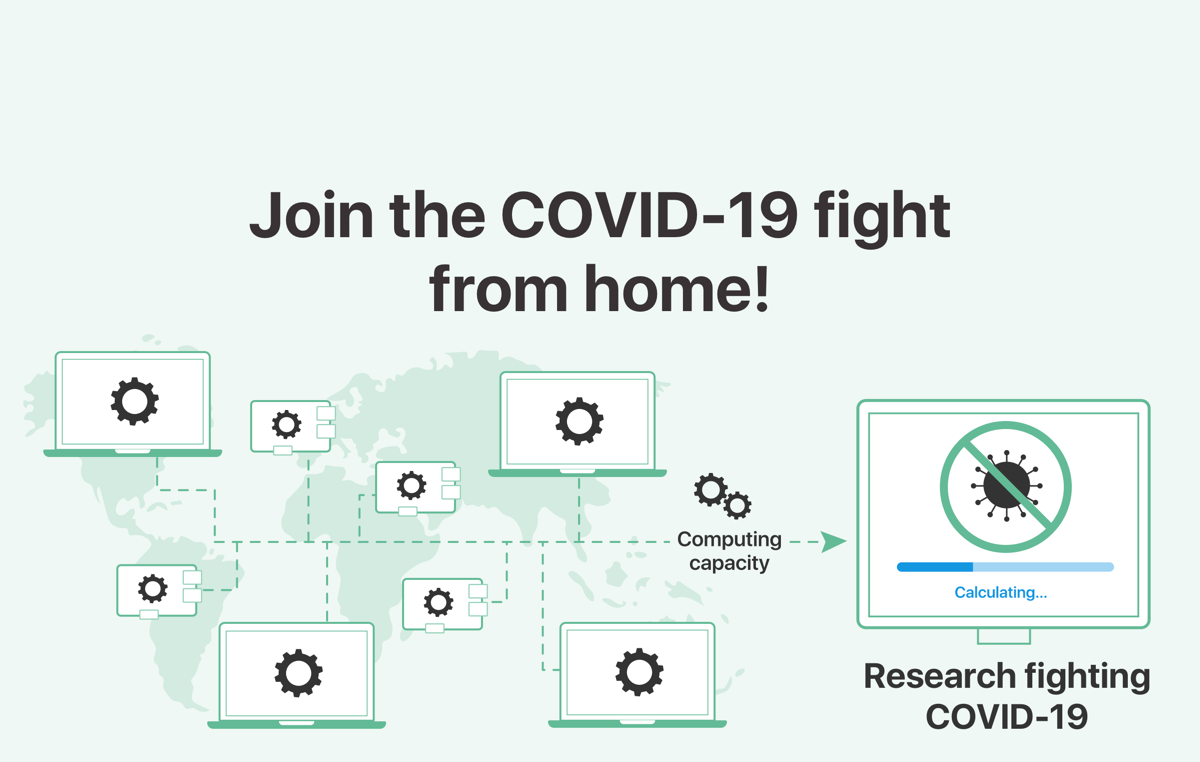 Join the COVID-19 fight
from home!
Computing
capacity
Calculating...
Research fighting
COVID-19